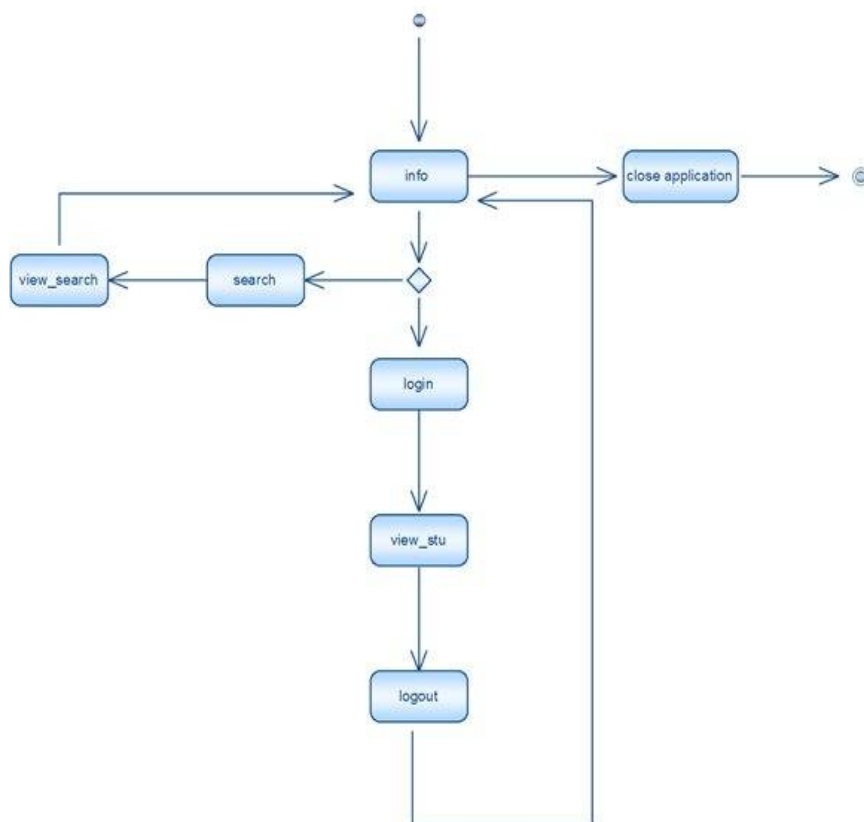 info
close application
view_search
search
login
view_stu
logout